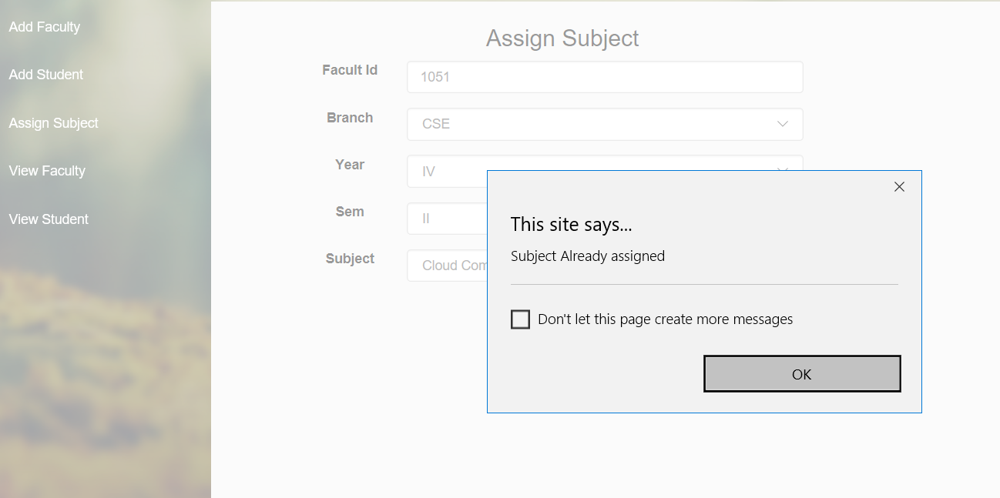 Add Faculty
Add Student
Assign Subject
View Faculty
View Student
Assign Subject
Facult Id
1051
Branch
CSE
Year
IV
Sem
II
Subject
Cloud
This site says...
Subject Already assigned
Don't let this page create more messages
OK